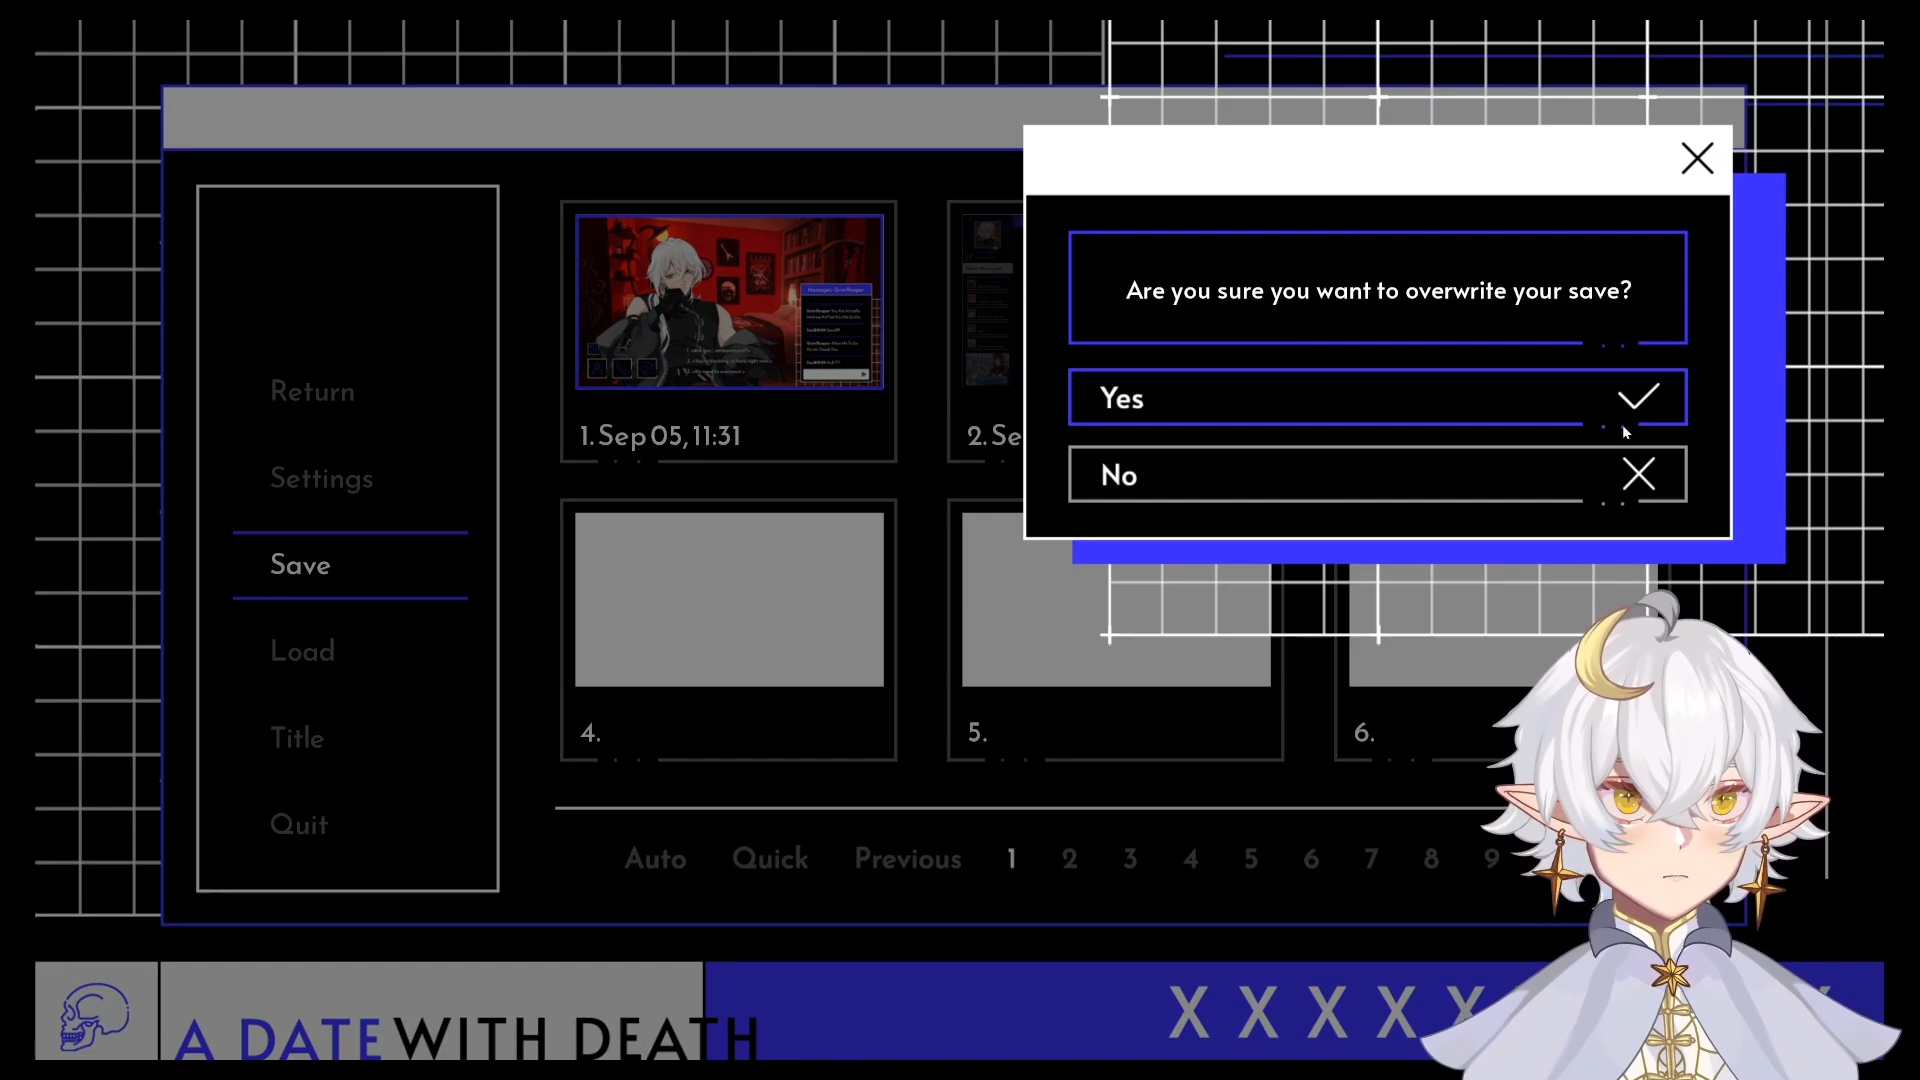 Are you sure you want to overwrite your save?
Yes
No
Return
Settings
Save
Load
Title
Quit
Messages-GrimReaper
1. Sep 05, 11:31
2. Se
4.
5.
6.
Auto Quick Previous 1 2 3 4 5 6 7 8 9
A DATE WITH DEATH
X X X X X